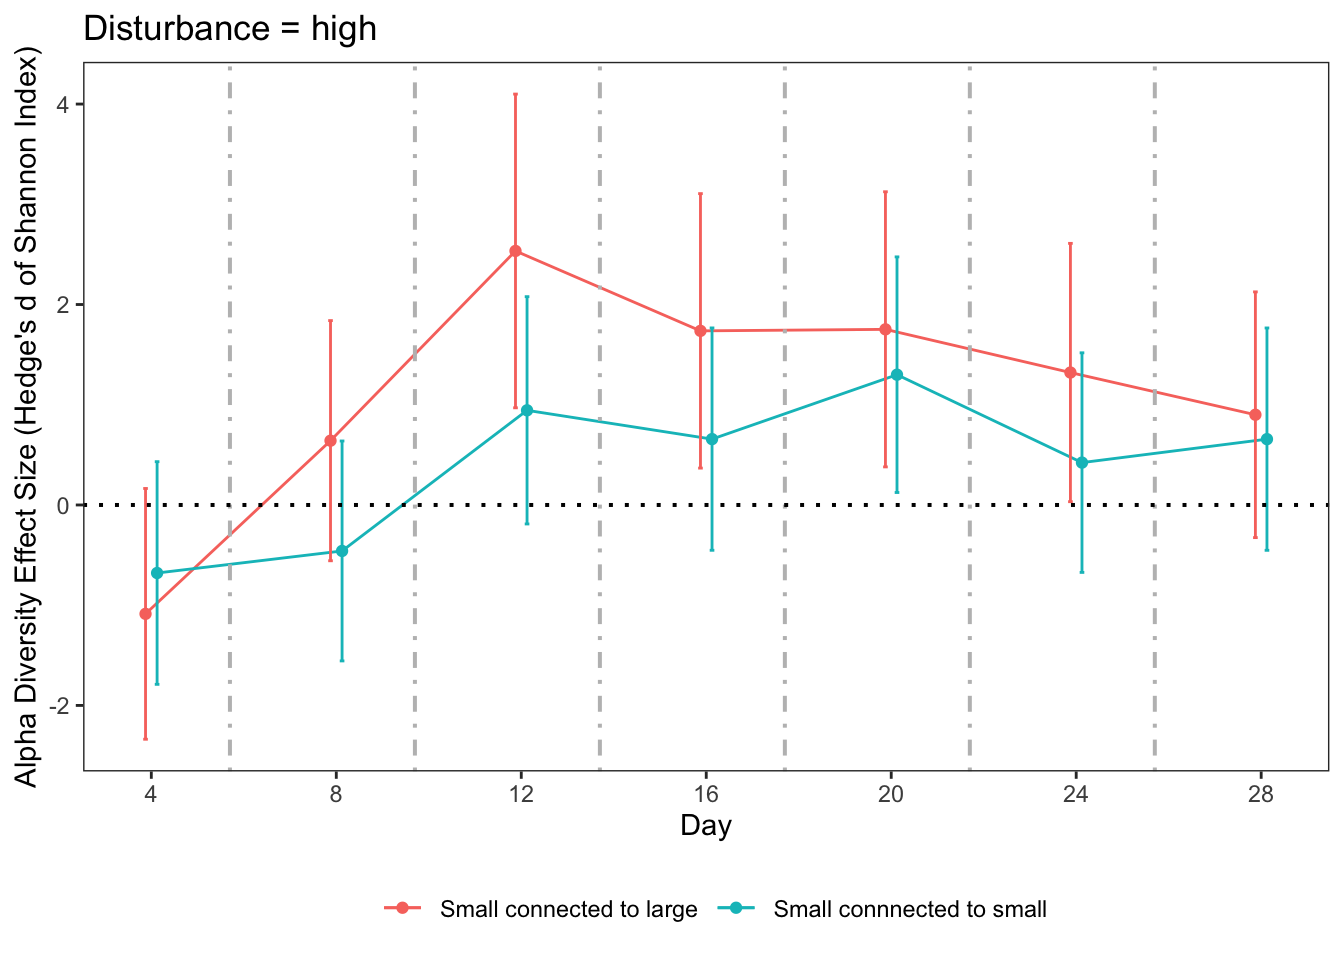 Disturbance = high
Alpha Diversity Effect Size (Hedge's d of Shannon Index)
4
2
0
-2
4 8 12 16 20 24 28
Day
Small connected to large Small connnected to small